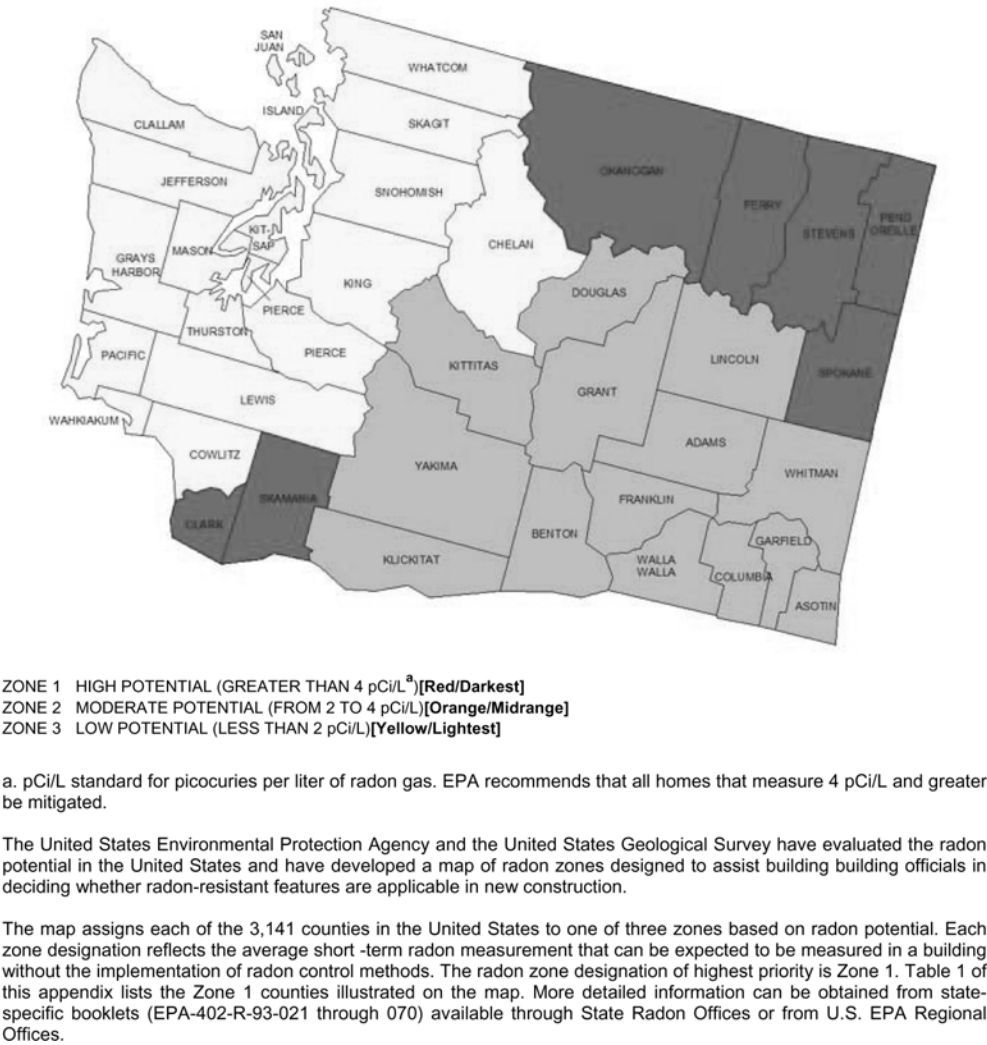 SAN
JUAN
WHATCOM
ISLAND
SKAGIT
CLALLAM
OKANOGAN
JEFFERSON
SNOHOMISH
FERRY
PEND
OREILLE
STEVENS
KIT-
SAP
CHELAN
MASON
GRAYS
HARBOR
KING
DOUGLAS
PIERCE
THURSTON
PIERCE
PACIFIC
LINCOLN
KITTITAS
SPOKANE
GRANT
LEWIS
WAHKIAKUM
ADAMS
COWLITZ
YAKIMA
WHITMAN
SKAMANIA
FRANKLIN
CLARK
BENTON
GARFIELD
KLICKITAT
WALLA
WALLA
COLUMBIA
ASOTIN
ZONE 1 HIGH POTENTIAL (GREATER THAN 4 pCi/Lª)[Red/Darkest]
ZONE 2 MODERATE POTENTIAL (FROM 2 TO 4 pCi/L)[Orange/Midrange]
ZONE 3 LOW POTENTIAL (LESS THAN 2 pCi/L)[Yellow/Lightest]
a. pCi/L standard for picocuries per liter of radon gas. EPA recommends that all homes that measure 4 pCi/L and greater
be mitigated.
The United States Environmental Protection Agency and the United States Geological Survey have evaluated the radon
potential in the United States and have developed a map of radon zones designed to assist building building officials in
deciding whether radon-resistant features are applicable in new construction.
The map assigns each of the 3,141 counties in the United States to one of three zones based on radon potential. Each
zone designation reflects the average short -term radon measurement that can be expected to be measured in a building
without the implementation of radon control methods. The radon zone designation of highest priority is Zone 1. Table 1 of
this appendix lists the Zone 1 counties illustrated on the map. More detailed information can be obtained from state-
specific booklets (EPA-402-R-93-021 through 070) available through State Radon Offices or from U.S. EPA Regional
Offices.